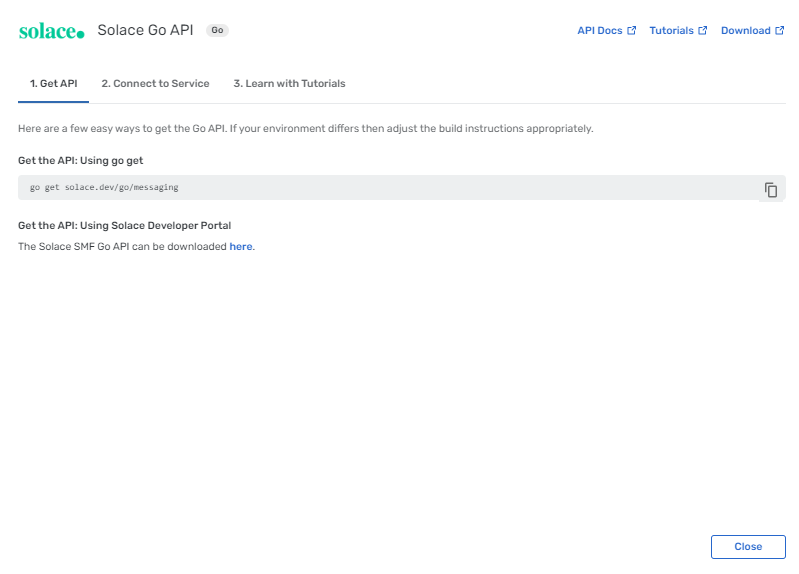 solace. Solace Go API Go API Docs Tutorials Download
1. Get API 2. Connect to Service 3. Learn with Tutorials
Here are a few easy ways to get the Go API. If your environment differs then adjust the build instructions appropriately.
Get the API: Using go get
go get solace.dev/go/messaging
Get the API: Using Solace Developer Portal
The Solace SMF Go API can be downloaded here.
Close